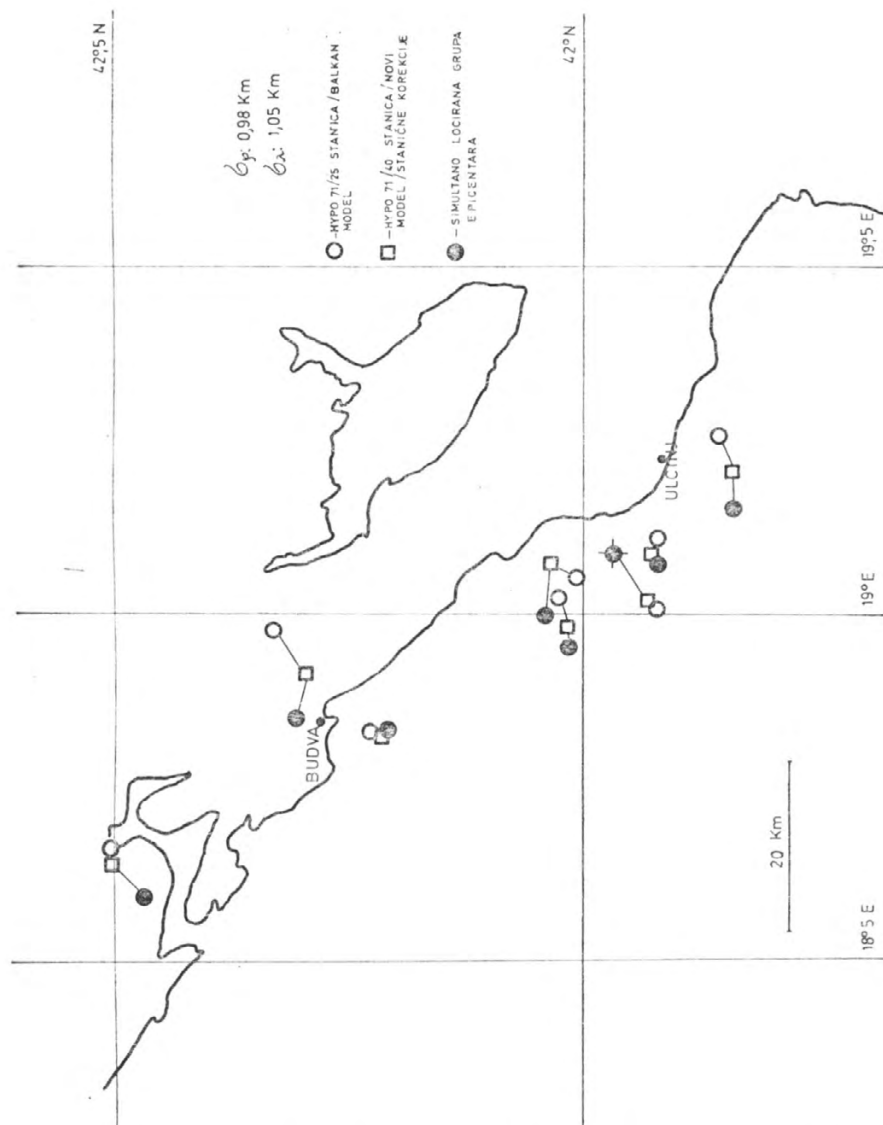 42°,5 N
42° N
σφ: 0,98 Km
σλ: 1,05 Km
-HYPO 71/25 STANICA/BALKAN
MODEL
-HYPO 71/40 STANICA/NOVI
MODEL/STANIČNE KOREKCIJE
- SIMULTANO LOCIRANA GRUPA
EPICENTARA
BUDVA
ULCINJ
20 Km
18°,5 E
19° E
19°,5 E